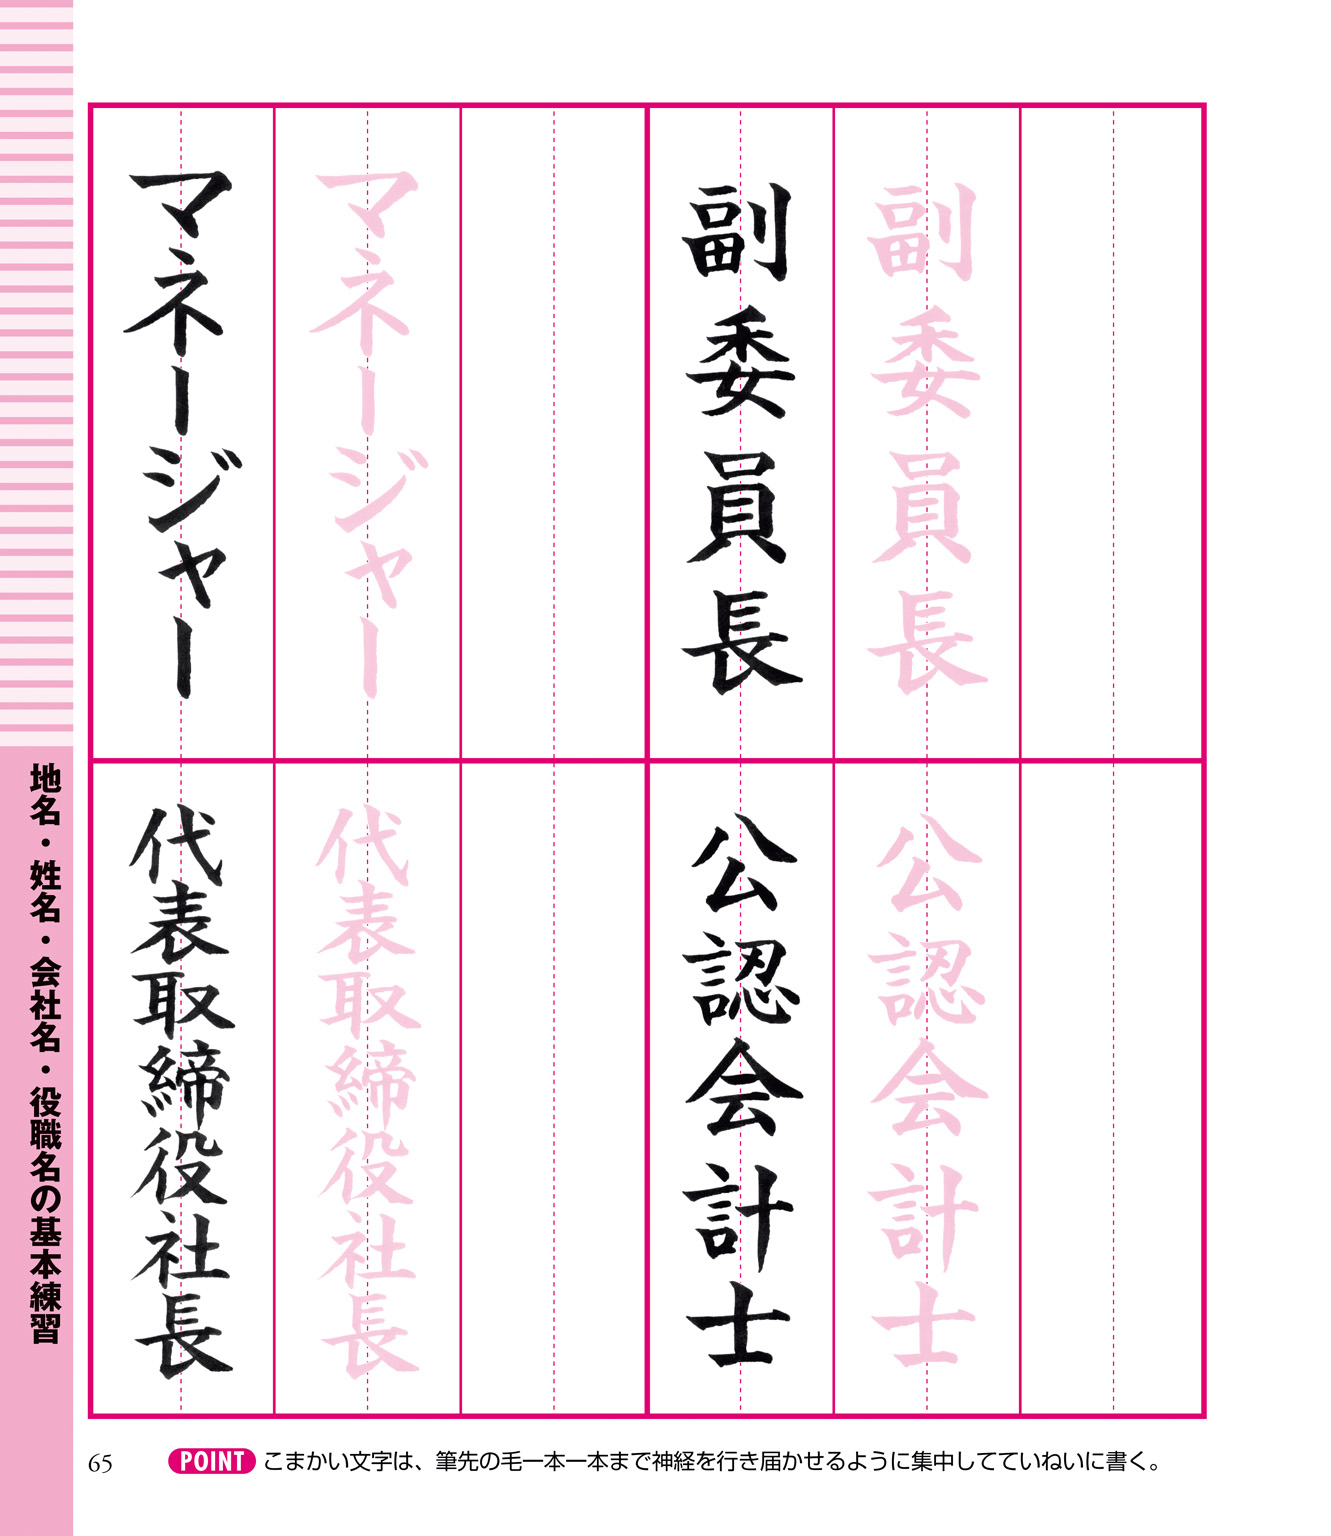 副委員長
副委員長
マネージャー
マネージャー
公認会計士
公認会計士
代表取締役社長
代表取締役社長
地名・姓名・会社名・役職名の基本練習
65
POINT こまかい文字は、筆先の毛一本一本まで神経を行き届かせるように集中してていねいに書く。